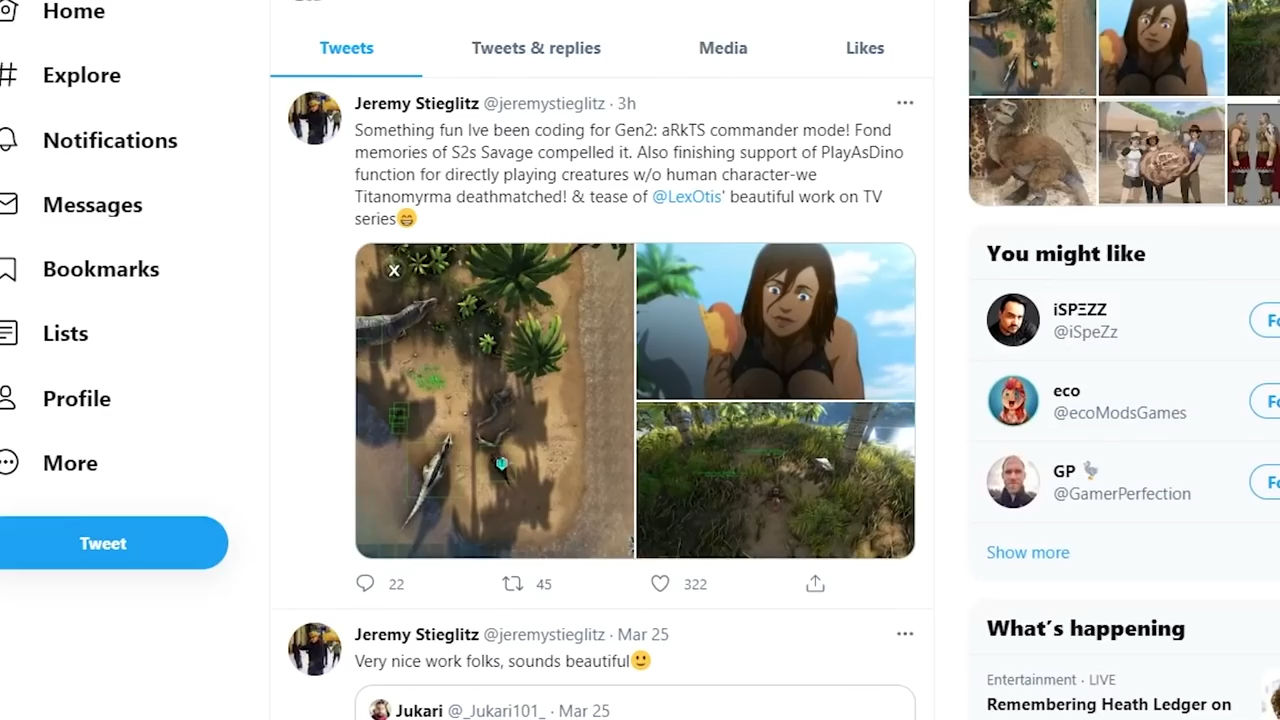 Home
Explore
Notifications
Messages
Bookmarks
Lists
Profile
More
Tweet
Tweets
Tweets & replies
Media
Likes
Jeremy Stieglitz @jeremystieglitz · 3h
Something fun Ive been coding for Gen2: aRkTS commander mode! Fond
memories of S2s Savage compelled it. Also finishing support of PlayAsDino
function for directly playing creatures w/o human character-we
Titanomyrma deathmatched! & tease of @LexOtis' beautiful work on TV
series😁
X
22
45
322
Jeremy Stieglitz @jeremystieglitz · Mar 25
Very nice work folks, sounds beautiful🙂
Jukari @_Jukari101_ · Mar 25
You might like
iSPΞZZ
@iSpeZz
Fo
eco
@ecoModsGames
Fo
GP 🦆
@GamerPerfection
Fo
Show more
What's happening
Entertainment · LIVE
Remembering Heath Ledger on